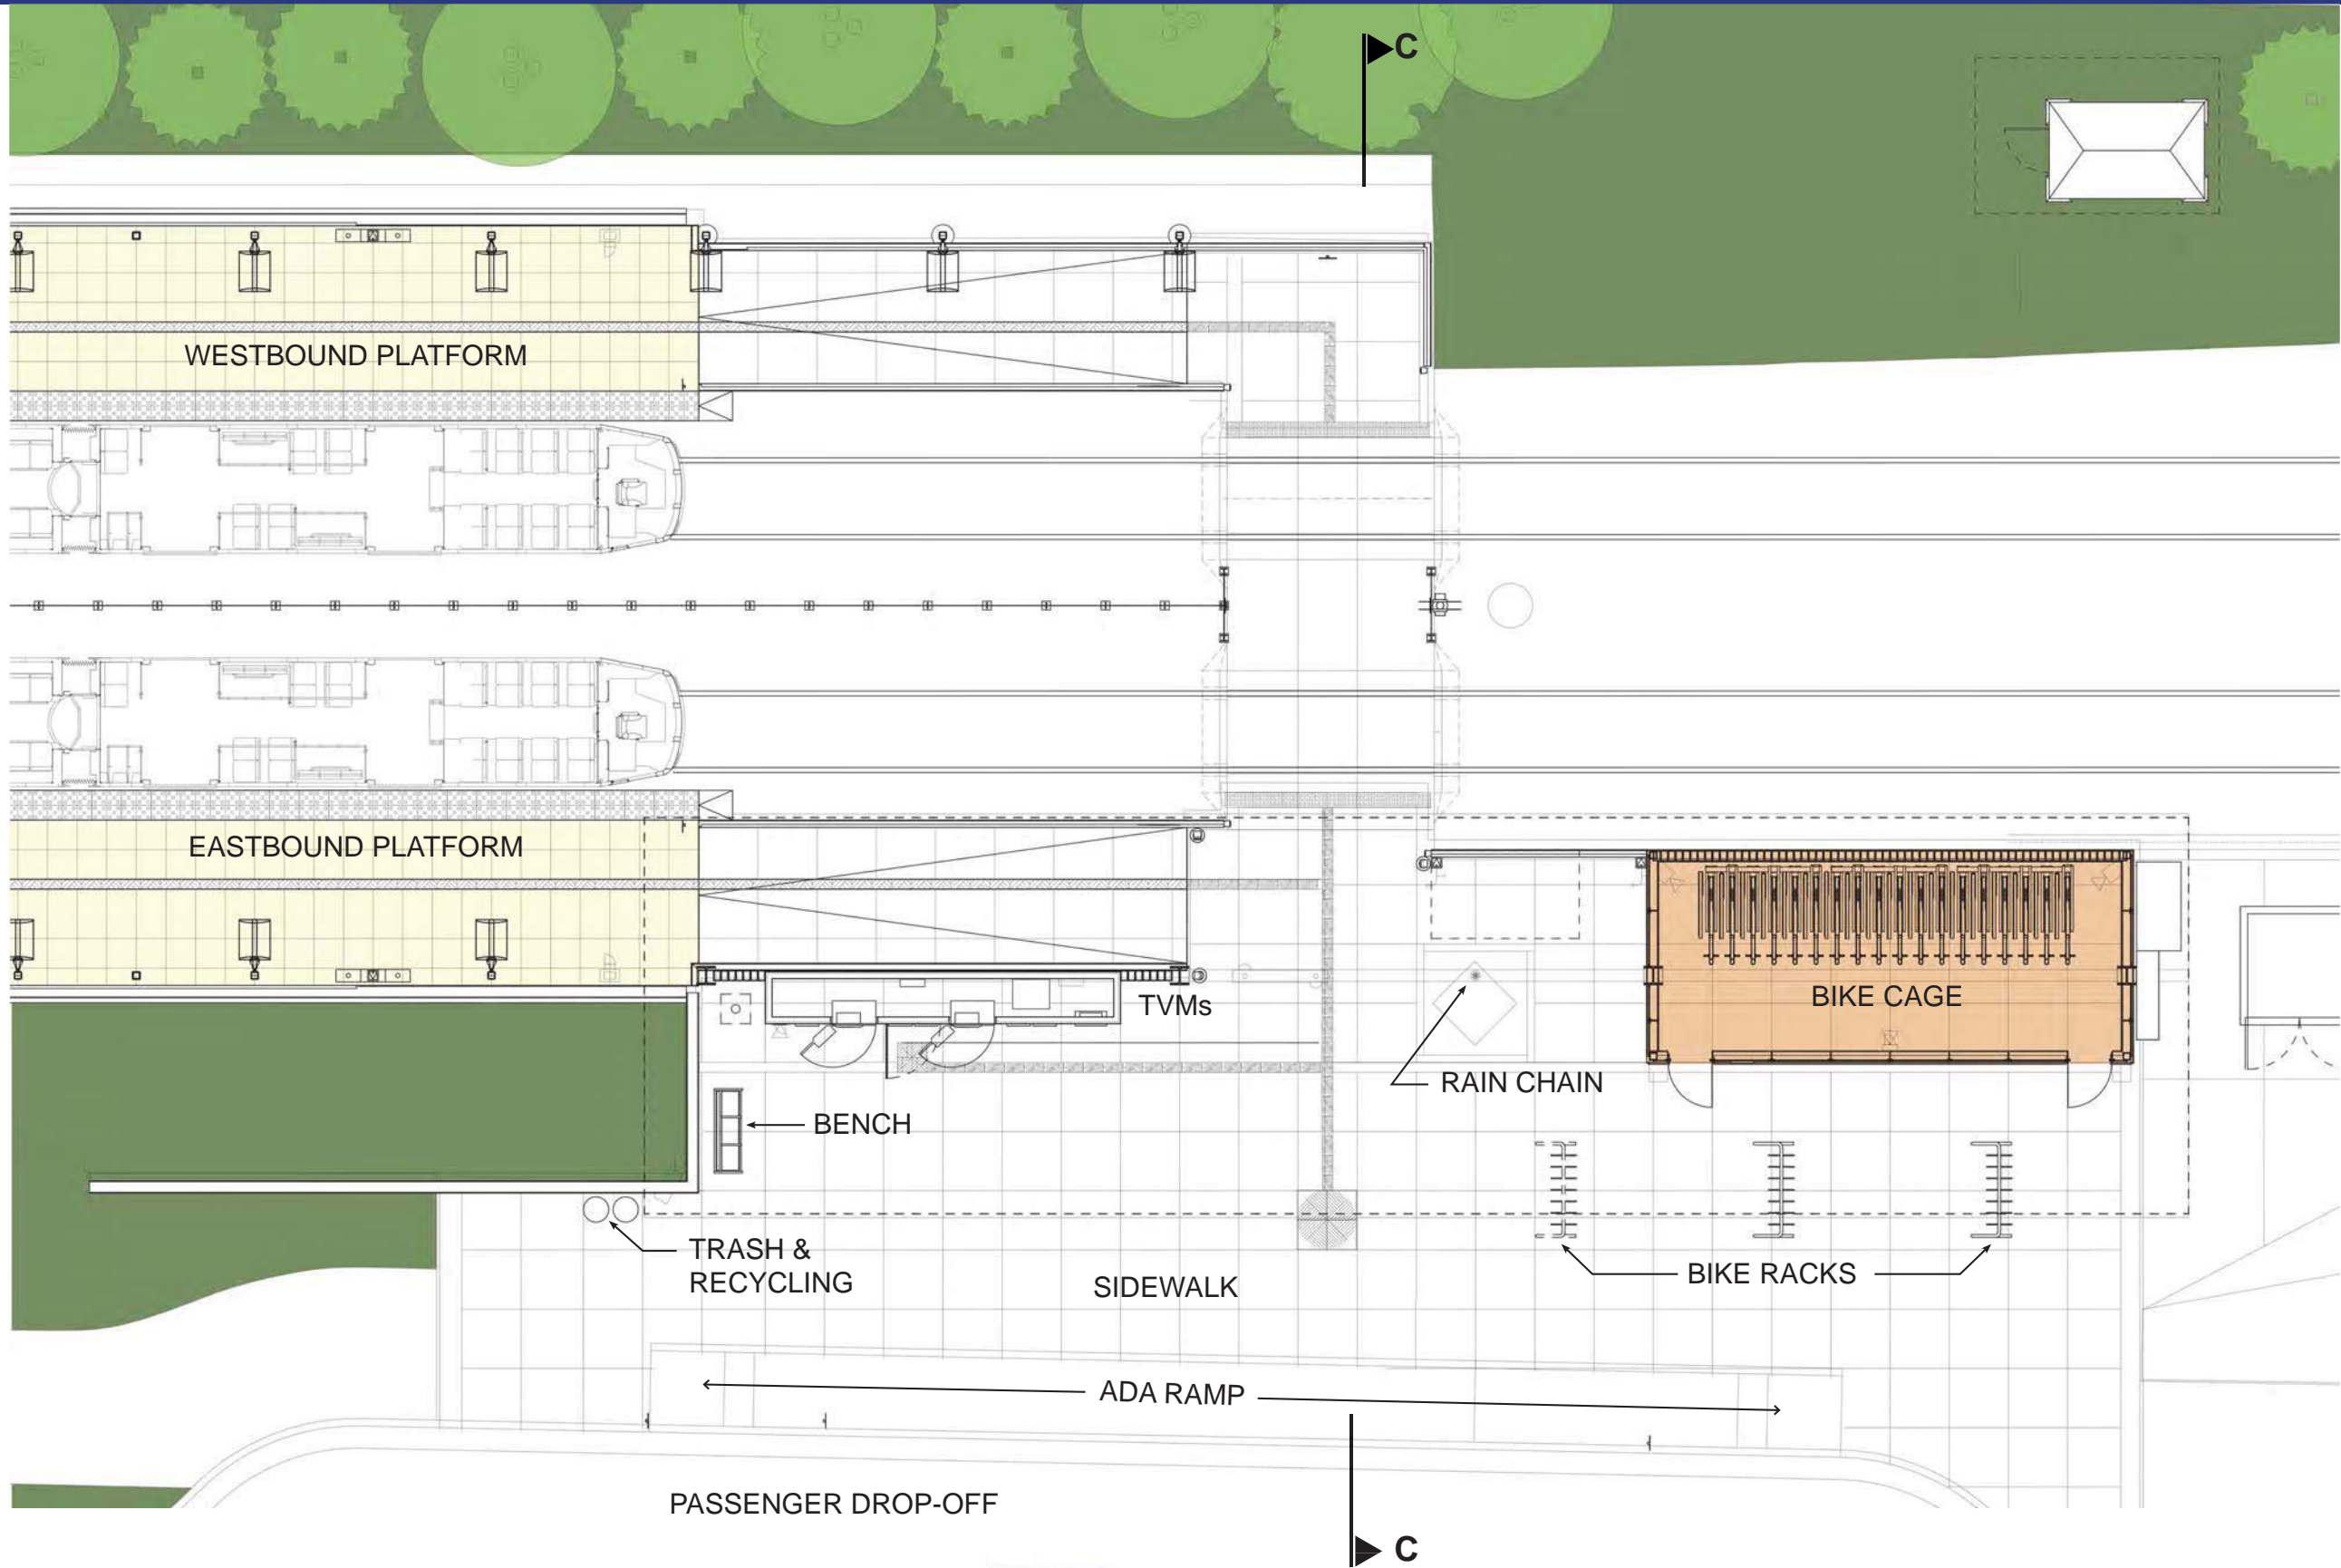 C
WESTBOUND PLATFORM
EASTBOUND PLATFORM
TVMs
BIKE CAGE
RAIN CHAIN
BENCH
TRASH &
RECYCLING
SIDEWALK
BIKE RACKS
ADA RAMP
PASSENGER DROP-OFF
C